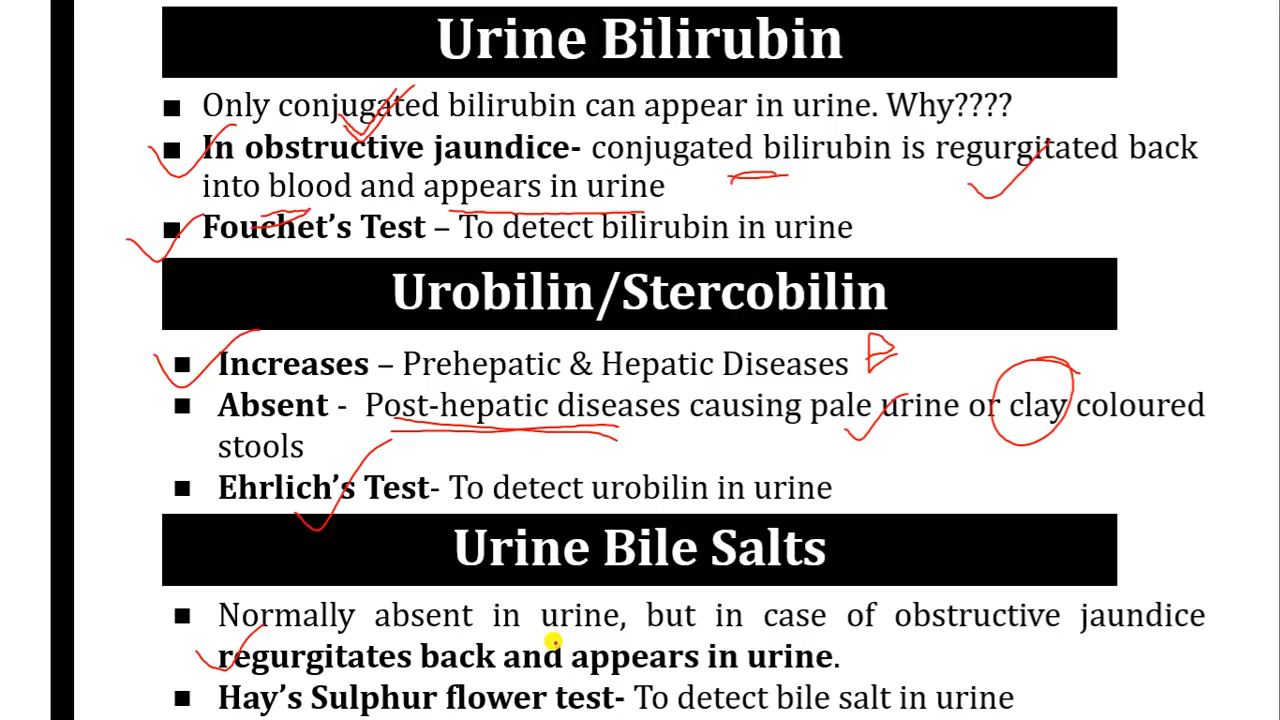 Urine Bilirubin
■ Only conjugated bilirubin can appear in urine. Why????
■ In obstructive jaundice- conjugated bilirubin is regurgitated back
into blood and appears in urine
■ Fouchet's Test – To detect bilirubin in urine
Urobilin/Stercobilin
■ Increases – Prehepatic & Hepatic Diseases
■ Absent - Post-hepatic diseases causing pale urine or clay coloured
stools
■ Ehrlich's Test- To detect urobilin in urine
Urine Bile Salts
■ Normally absent in urine, but in case of obstructive jaundice
regurgitates back and appears in urine.
■ Hay's Sulphur flower test- To detect bile salt in urine